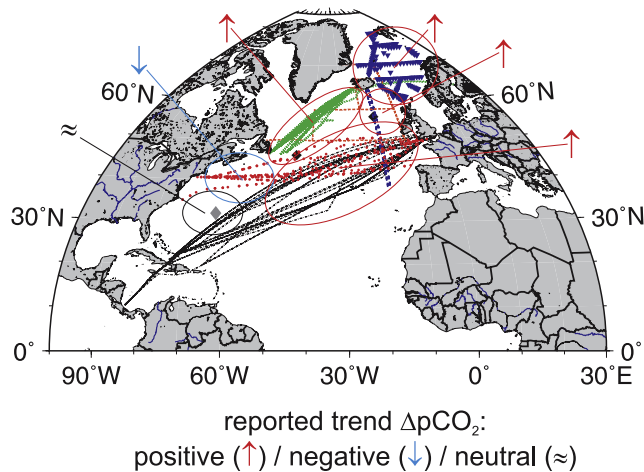 ↑ ↑ ↑
↓
60˚N 60˚N
≈
↑
30˚N 30˚N
0˚ 0˚
90˚W 60˚W 30˚W 0˚ 30˚E
reported trend ΔpCO₂:
positive (↑) / negative (↓) / neutral (≈)